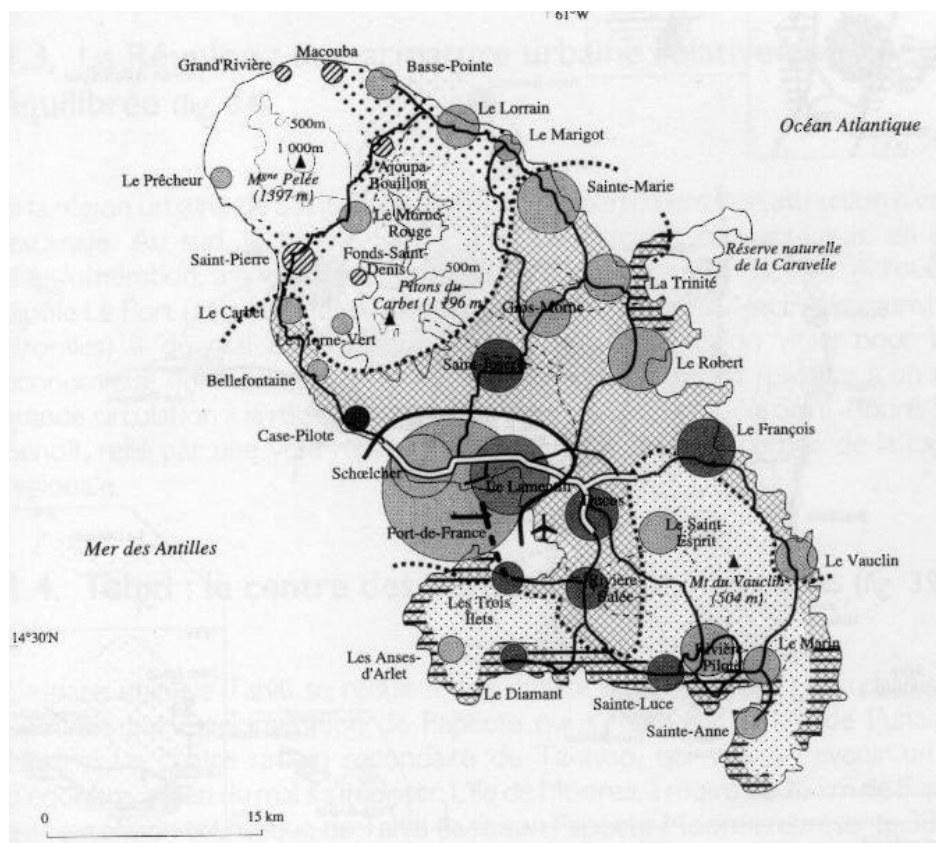 61°W
Macouba
Grand'Rivière
Basse-Pointe
500m
Le Lorrain
Océan Atlantique
1 000m
Le Marigot
Ajoupa-
Bouillon
Mgne Pelée
(1397 m)
Le Prêcheur
Sainte-Marie
Le Morne-
Rouge
Saint-Pierre
Fonds-Saint-
Denis
500m
Réserve naturelle
de la Caravelle
Pitons du
Carbet (1 196 m)
La Trinité
Le Carbet
Gros-Morne
Le Morne-Vert
Le Robert
Bellefontaine
Case-Pilote
Le François
Schœlcher
Le Lamentin
Fort-de-France
Le Saint
Esprit
Mer des Antilles
Le Vauclin
Mt du Vauclin
(504 m)
Rivière
Salée
Les Trois
Îlets
14°30'N
Les Anses-
d'Arlet
Rivière
Pilote
Le Marin
Le Diamant
Sainte-Luce
Sainte-Anne
0 15 km